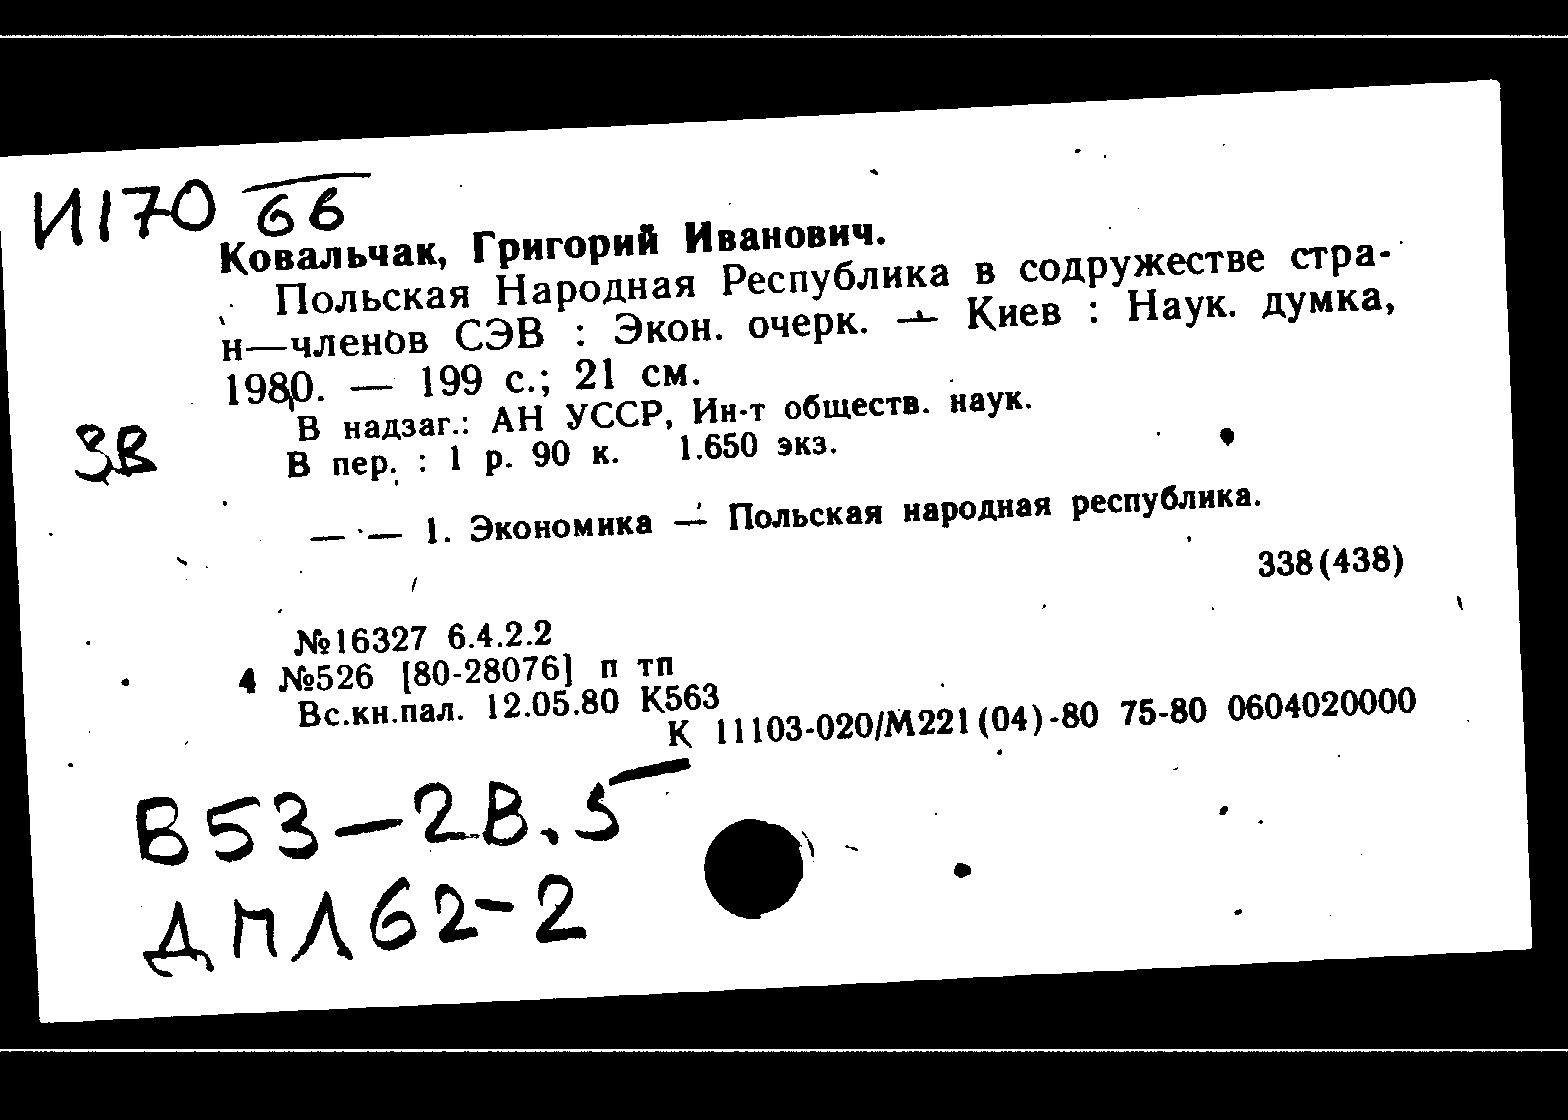 И170 66
Ковальчак, Григорий Иванович.
Польская Народная Республика в содружестве стра-
н—членов СЭВ : Экон. очерк. — Киев : Наук. думка,
1980. — 199 с.; 21 см.
В надзаг.: АН УССР, Ин-т обществ. наук.
ЗВ
В пер. : 1 р. 90 к. 1.650 экз.
— — 1. Экономика — Польская народная республика.
338(438)
№16327 6.4.2.2
4 №526 [80-28076] п тп
Вс.кн.пал. 12.05.80 К563
К 11103-020/М221(04)-80 75-80 0604020000
В53-2В.5
ДПЛ62-2